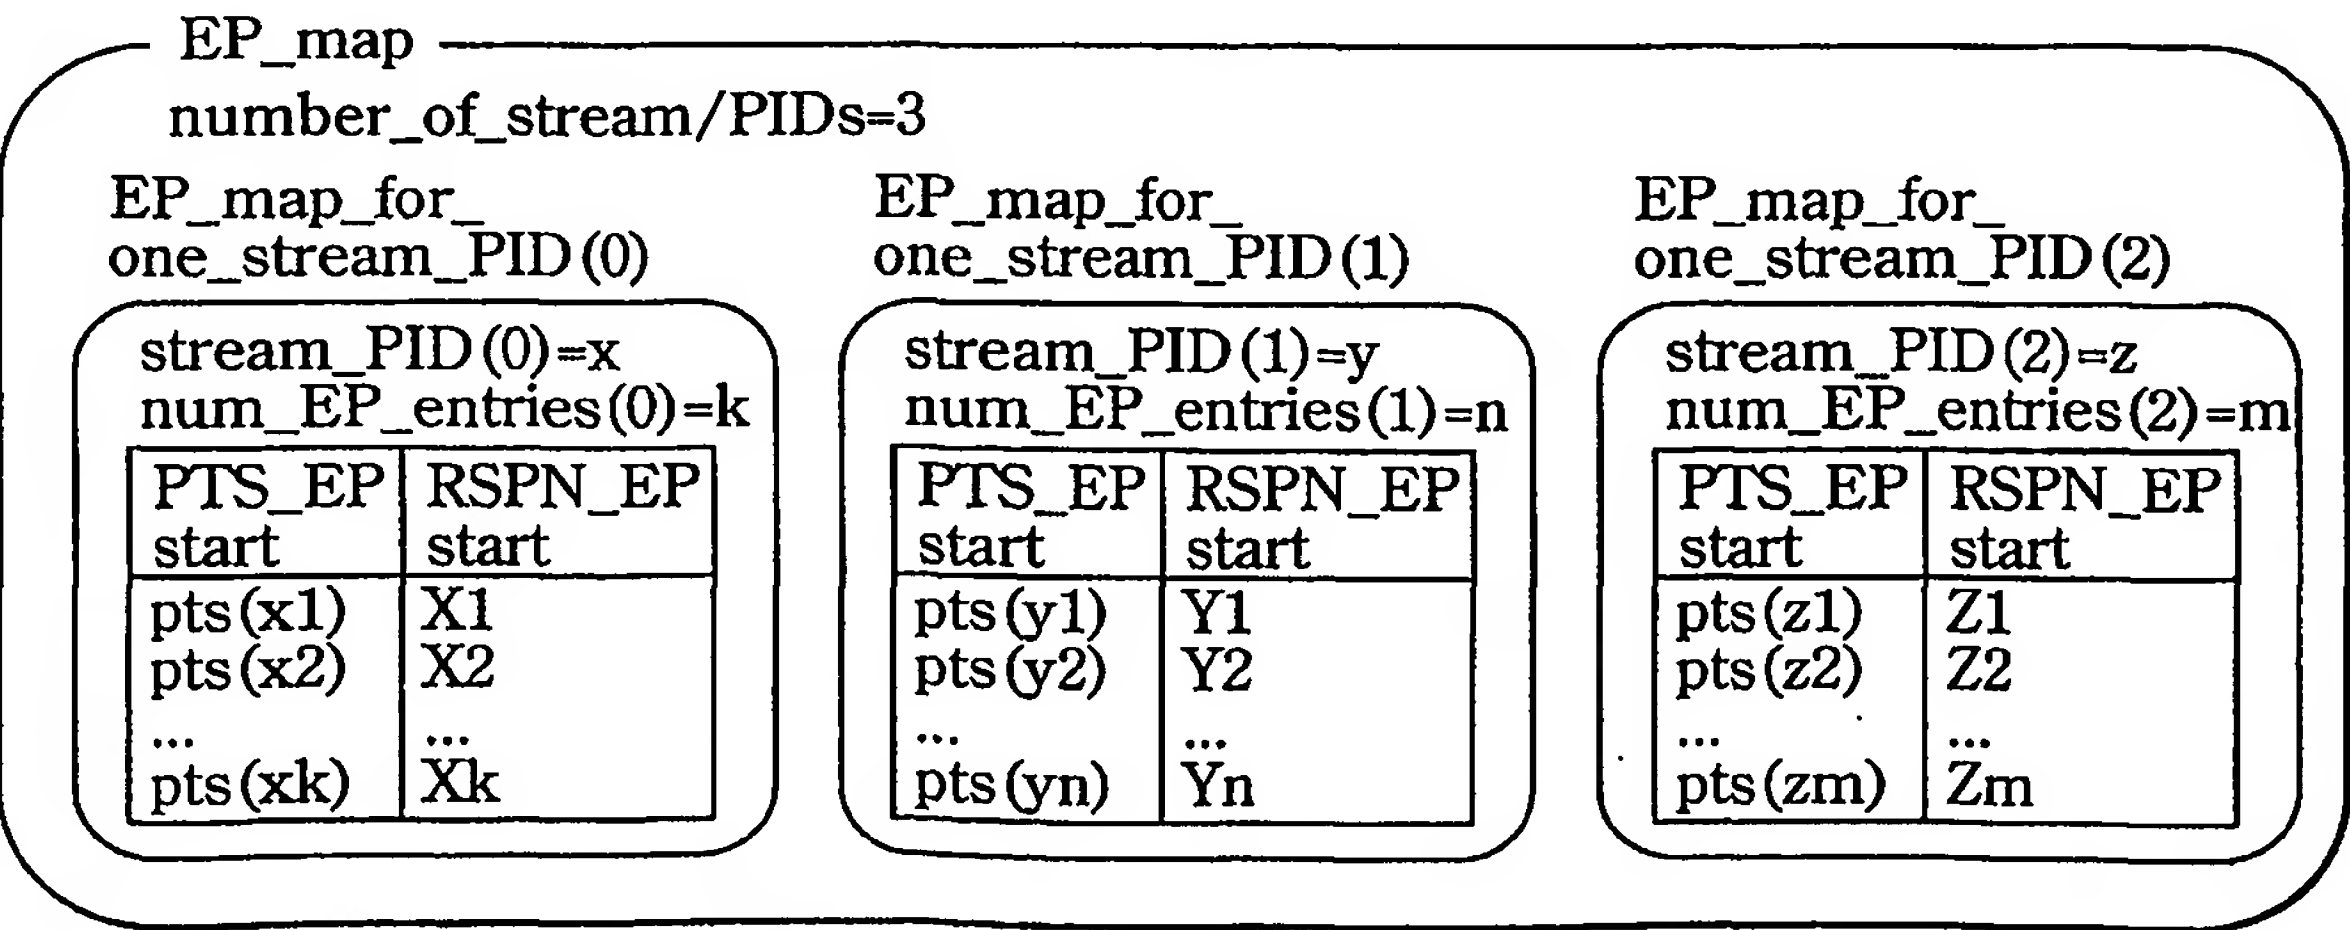 EP_map
number_of_stream/PIDs=3
EP_map_for_
one_stream_PID(0)
stream_PID(0)=x
num_EP_entries(0)=k
PTS_EP RSPN_EP
start start
pts(x1) X1
pts(x2) X2
... ...
pts(xk) Xk
EP_map_for_
one_stream_PID(1)
stream_PID(1)=y
num_EP_entries(1)=n
PTS_EP RSPN_EP
start start
pts(y1) Y1
pts(y2) Y2
... ...
pts(yn) Yn
EP_map_for_
one_stream_PID(2)
stream_PID(2)=z
num_EP_entries(2)=m
PTS_EP RSPN_EP
start start
pts(z1) Z1
pts(z2) Z2
... ...
pts(zm) Zm